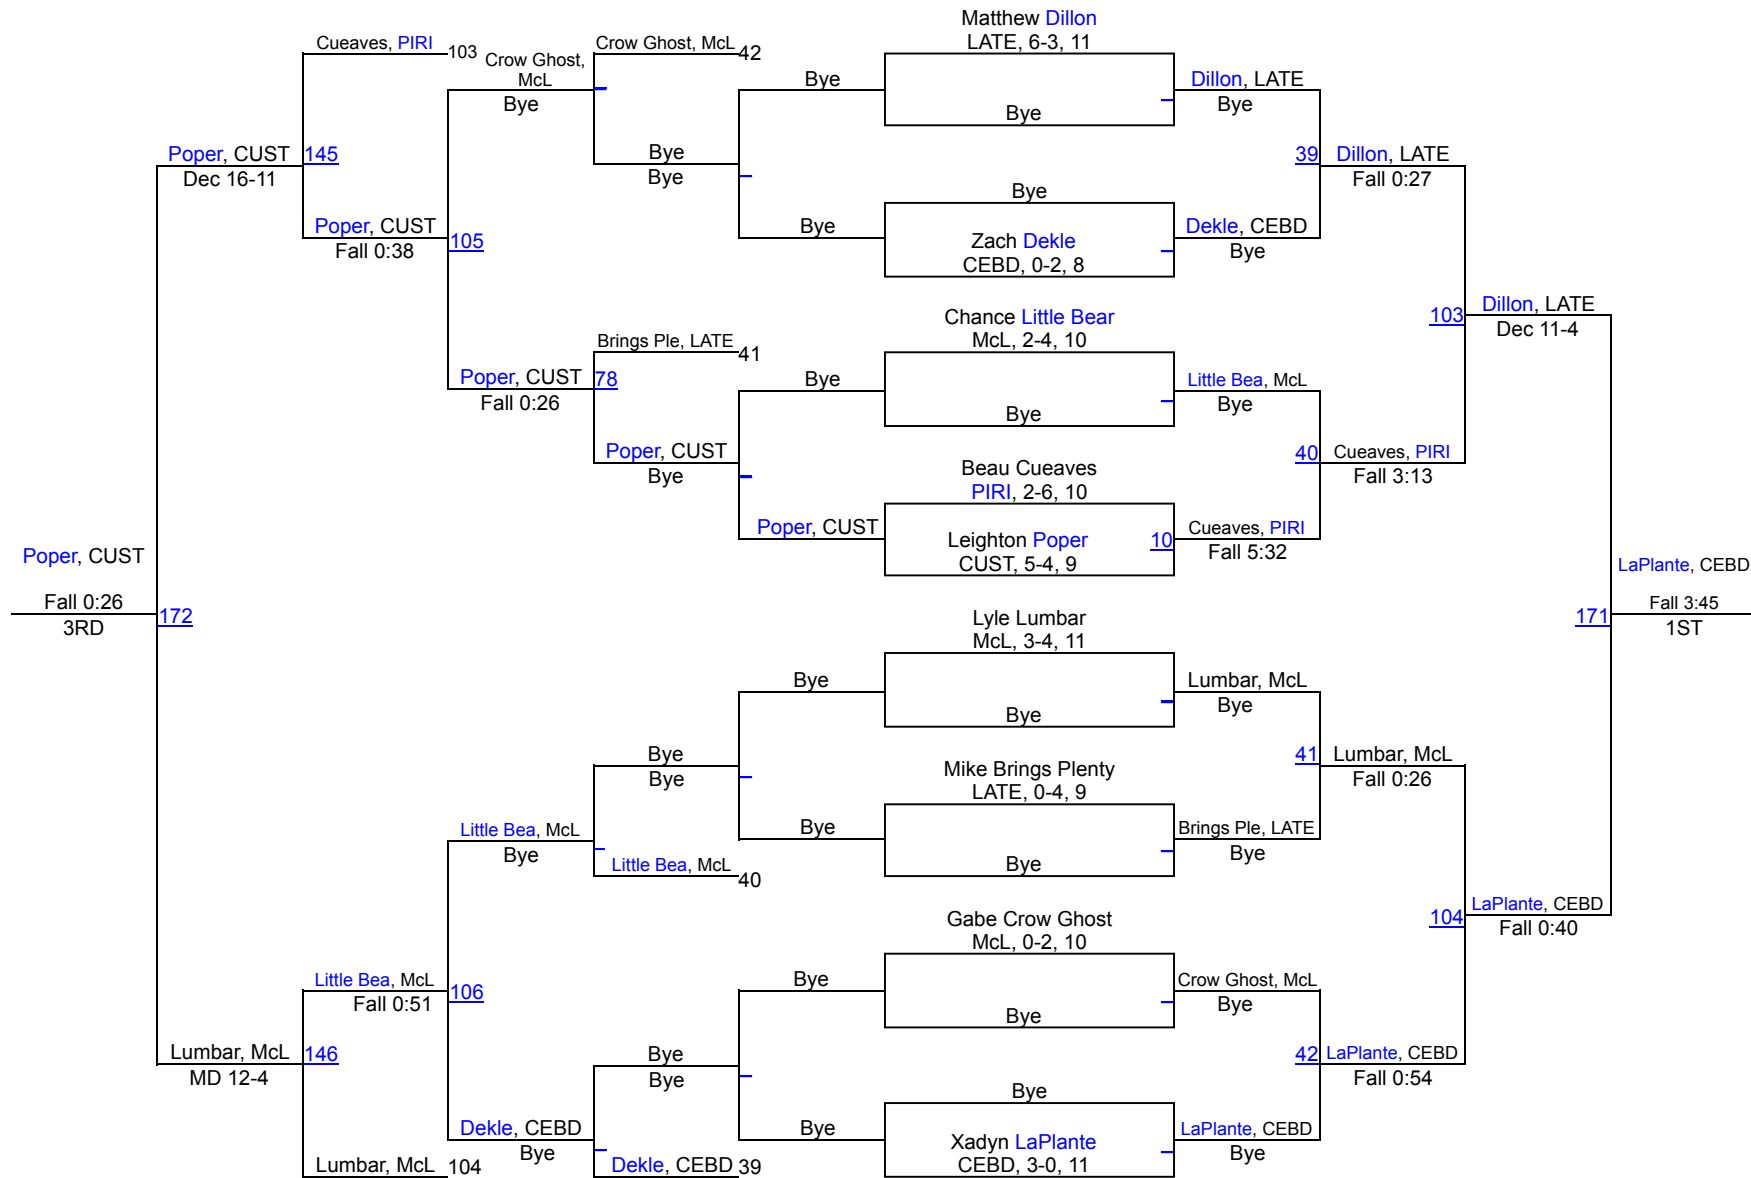 Matthew Dillon
LATE, 6-3, 11
Cueaves, PIRI
103
Crow Ghost,
McL
Bye
Crow Ghost, McL
42
Bye
Bye
Dillon, LATE
Bye
Poper, CUST
Dec 16-11
145
Bye
Bye
39
Dillon, LATE
Fall 0:27
Poper, CUST
Fall 0:38
105
Bye
Bye
Zach Dekle
CEBD, 0-2, 8
Dekle, CEBD
Bye
Chance Little Bear
McL, 2-4, 10
103
Dillon, LATE
Dec 11-4
Brings Ple, LATE
41
Poper, CUST
Fall 0:26
78
Bye
Bye
Little Bea, McL
Bye
Poper, CUST
Bye
Beau Cueaves
PIRI, 2-6, 10
40
Cueaves, PIRI
Fall 3:13
Poper, CUST
Leighton Poper
CUST, 5-4, 9
10
Cueaves, PIRI
Fall 5:32
Poper, CUST
Fall 0:26
3RD
172
LaPlante, CEBD
171
Fall 3:45
1ST
Lyle Lumbar
McL, 3-4, 11
Bye
Bye
Lumbar, McL
Bye
Bye
Bye
Mike Brings Plenty
LATE, 0-4, 9
41
Lumbar, McL
Fall 0:26
Little Bea, McL
Bye
Bye
Bye
Brings Ple, LATE
Bye
Little Bea, McL
40
Gabe Crow Ghost
McL, 0-2, 10
104
LaPlante, CEBD
Fall 0:40
Little Bea, McL
Fall 0:51
106
Bye
Bye
Crow Ghost, McL
Bye
Lumbar, McL
MD 12-4
146
Bye
Bye
42
LaPlante, CEBD
Fall 0:54
Dekle, CEBD
Bye
Bye
Bye
Xadyn LaPlante
CEBD, 3-0, 11
LaPlante, CEBD
Bye
Lumbar, McL
104
Dekle, CEBD
39